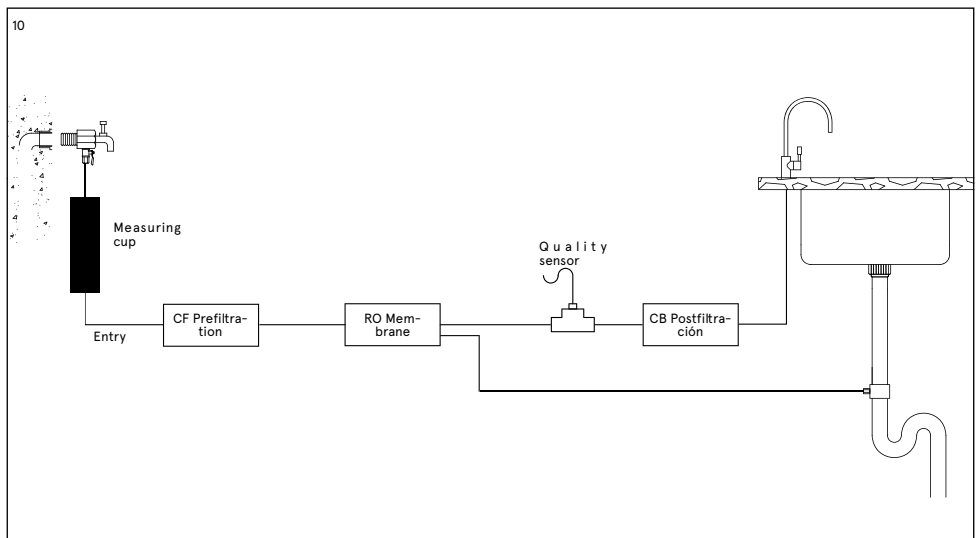 10
Measuring
cup
Quality
sensor
Entry
CF Prefiltra-
tion
RO Mem-
brane
CB Postfiltra-
ción